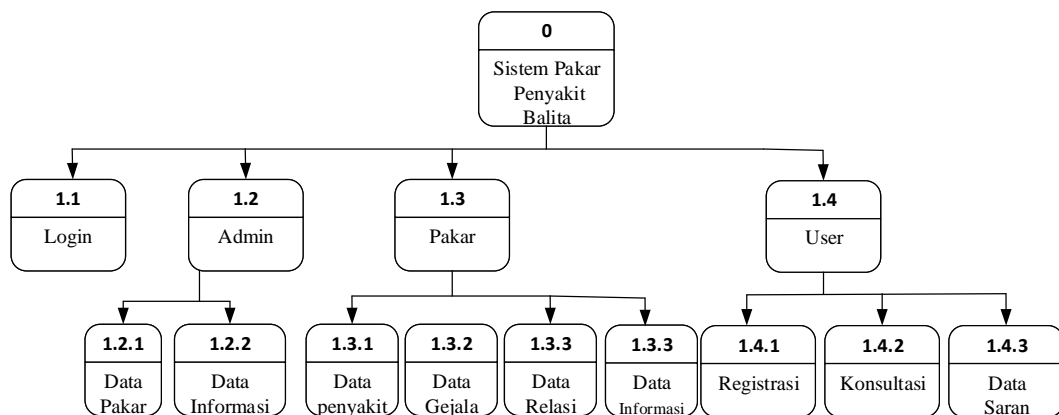 0
Sistem Pakar
Penyakit
Balita
1.1
Login
1.2
Admin
1.3
Pakar
1.4
User
1.2.1
Data
Pakar
1.2.2
Data
Informasi
1.3.1
Data
penyakit
1.3.2
Data
Gejala
1.3.3
Data
Relasi
1.3.3
Data
Informasi
1.4.1
Registrasi
1.4.2
Konsultasi
1.4.3
Data
Saran